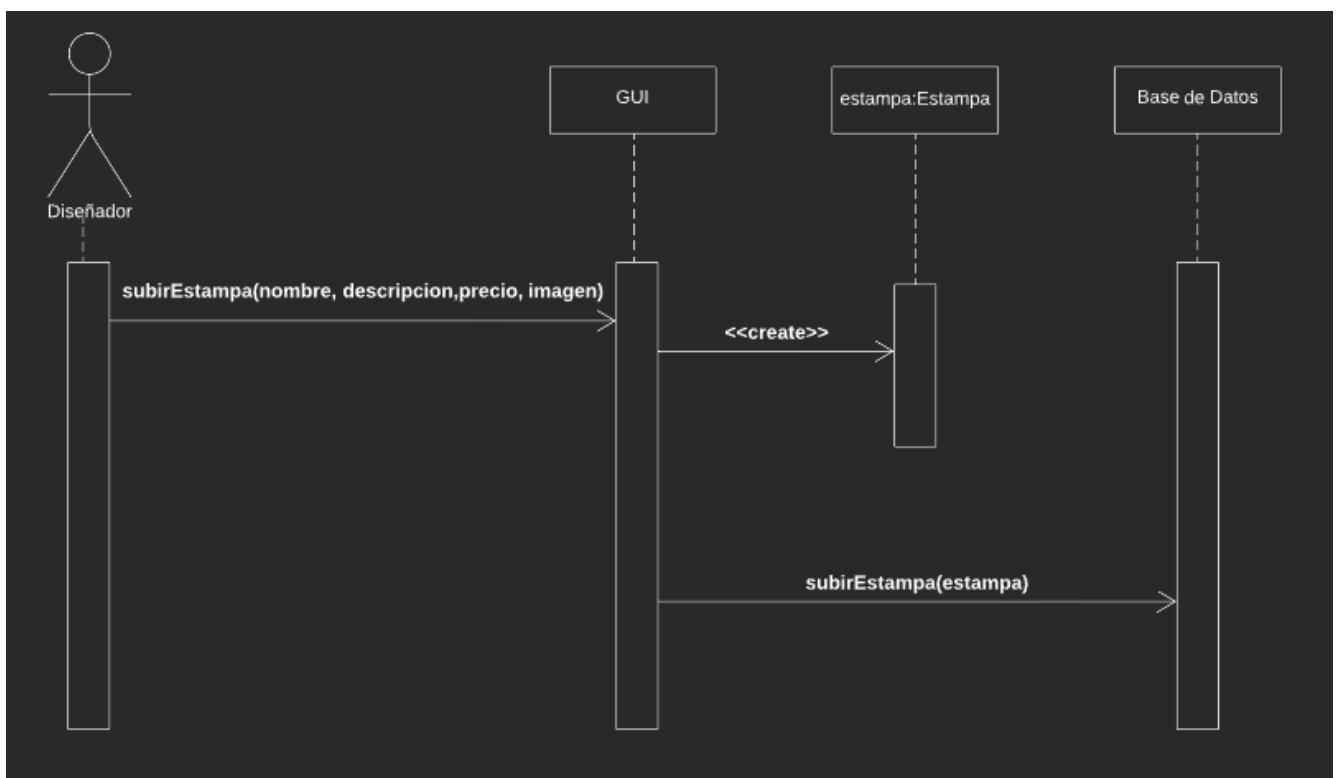 GUI
estampa:Estampa
Base de Datos
Diseñador
subirEstampa(nombre, descripcion,precio, imagen)
<<create>>
subirEstampa(estampa)